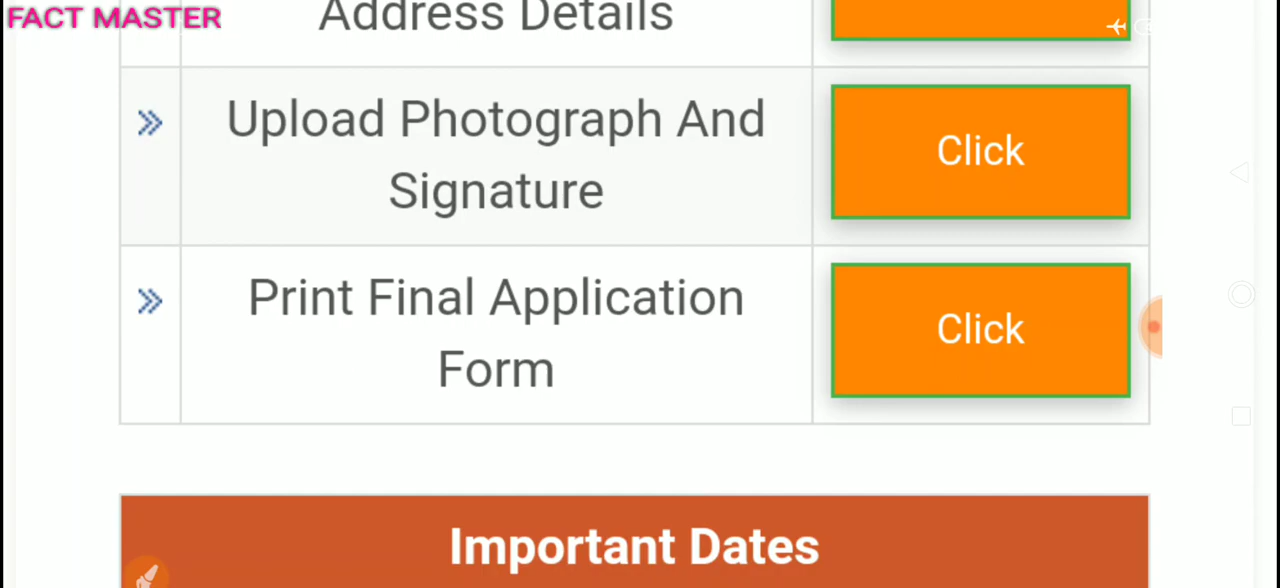 FACT MASTER
Address Details
Upload Photograph And
Signature
Click
Print Final Application
Form
Click
Important Dates